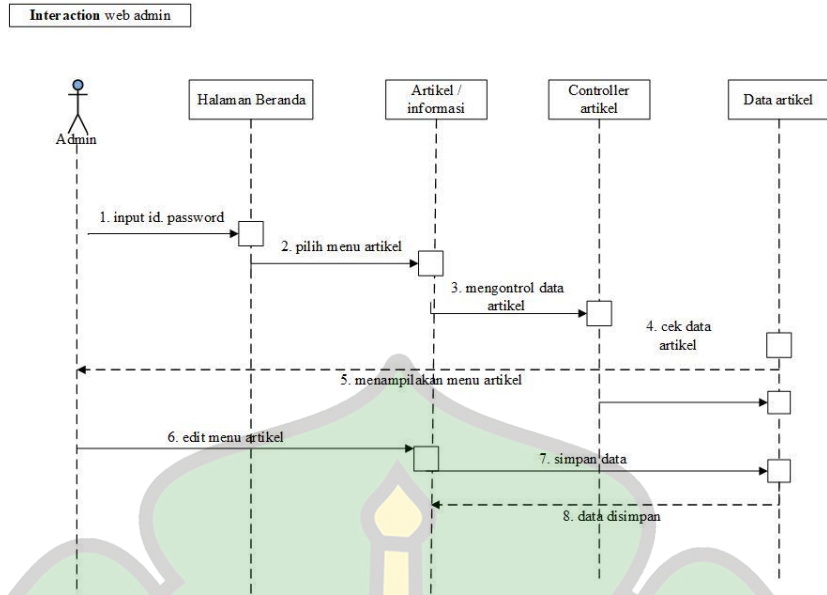 Interaction web admin
Admin
Halaman Beranda
Artikel /
informasi
Controller
artikel
Data artikel
1. input id. password
2. pilih menu artikel
3. mengontrol data
artikel
4. cek data
artikel
5. menampilakan menu artikel
6. edit menu artikel
7. simpan data
8. data disimpan